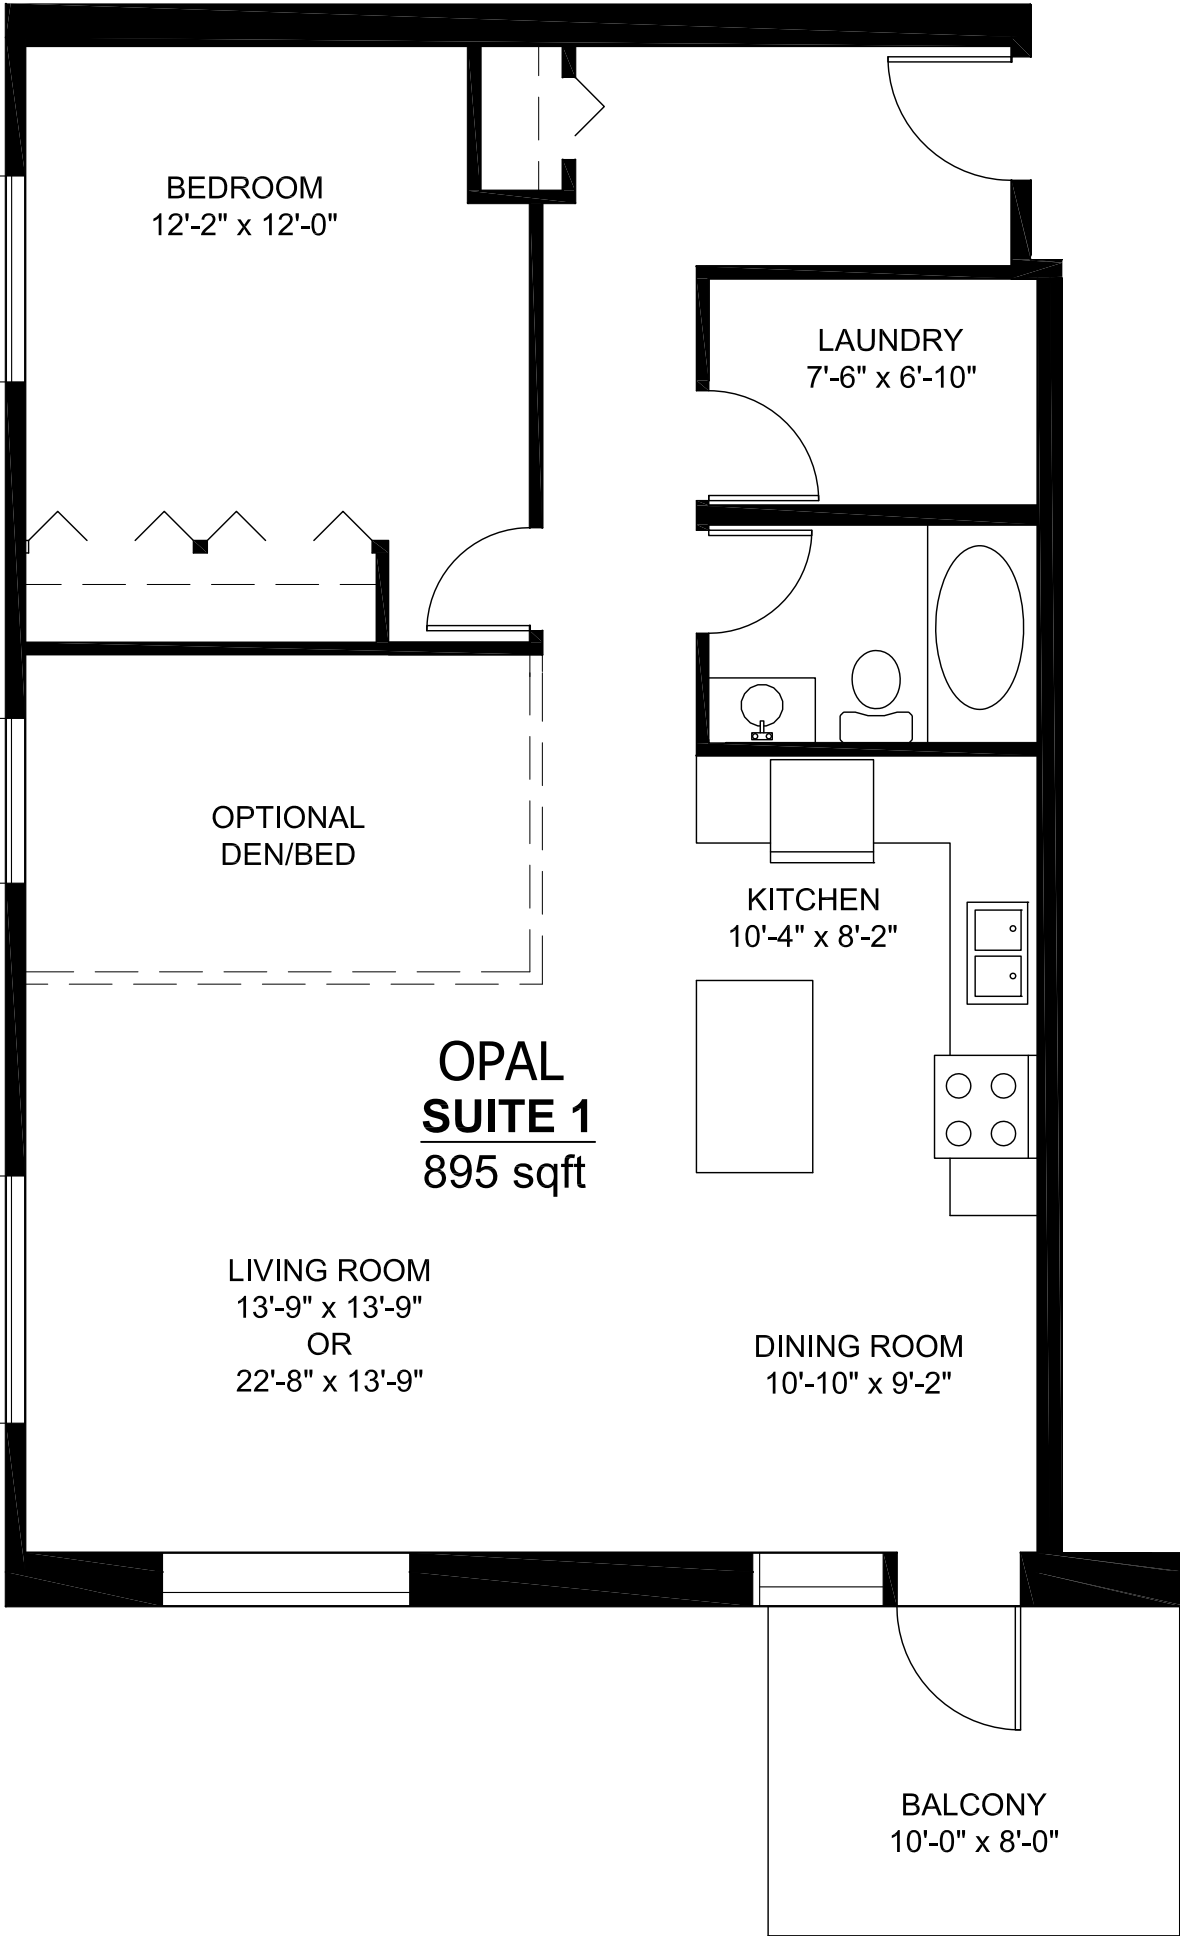 BEDROOM
12'-2" x 12'-0"
LAUNDRY
7'-6" x 6'-10"
OPTIONAL
DEN/BED
KITCHEN
10'-4" x 8'-2"
OPAL
SUITE 1
895 sqft
LIVING ROOM
13'-9" x 13'-9"
OR
22'-8" x 13'-9"
DINING ROOM
10'-10" x 9'-2"
BALCONY
10'-0" x 8'-0"